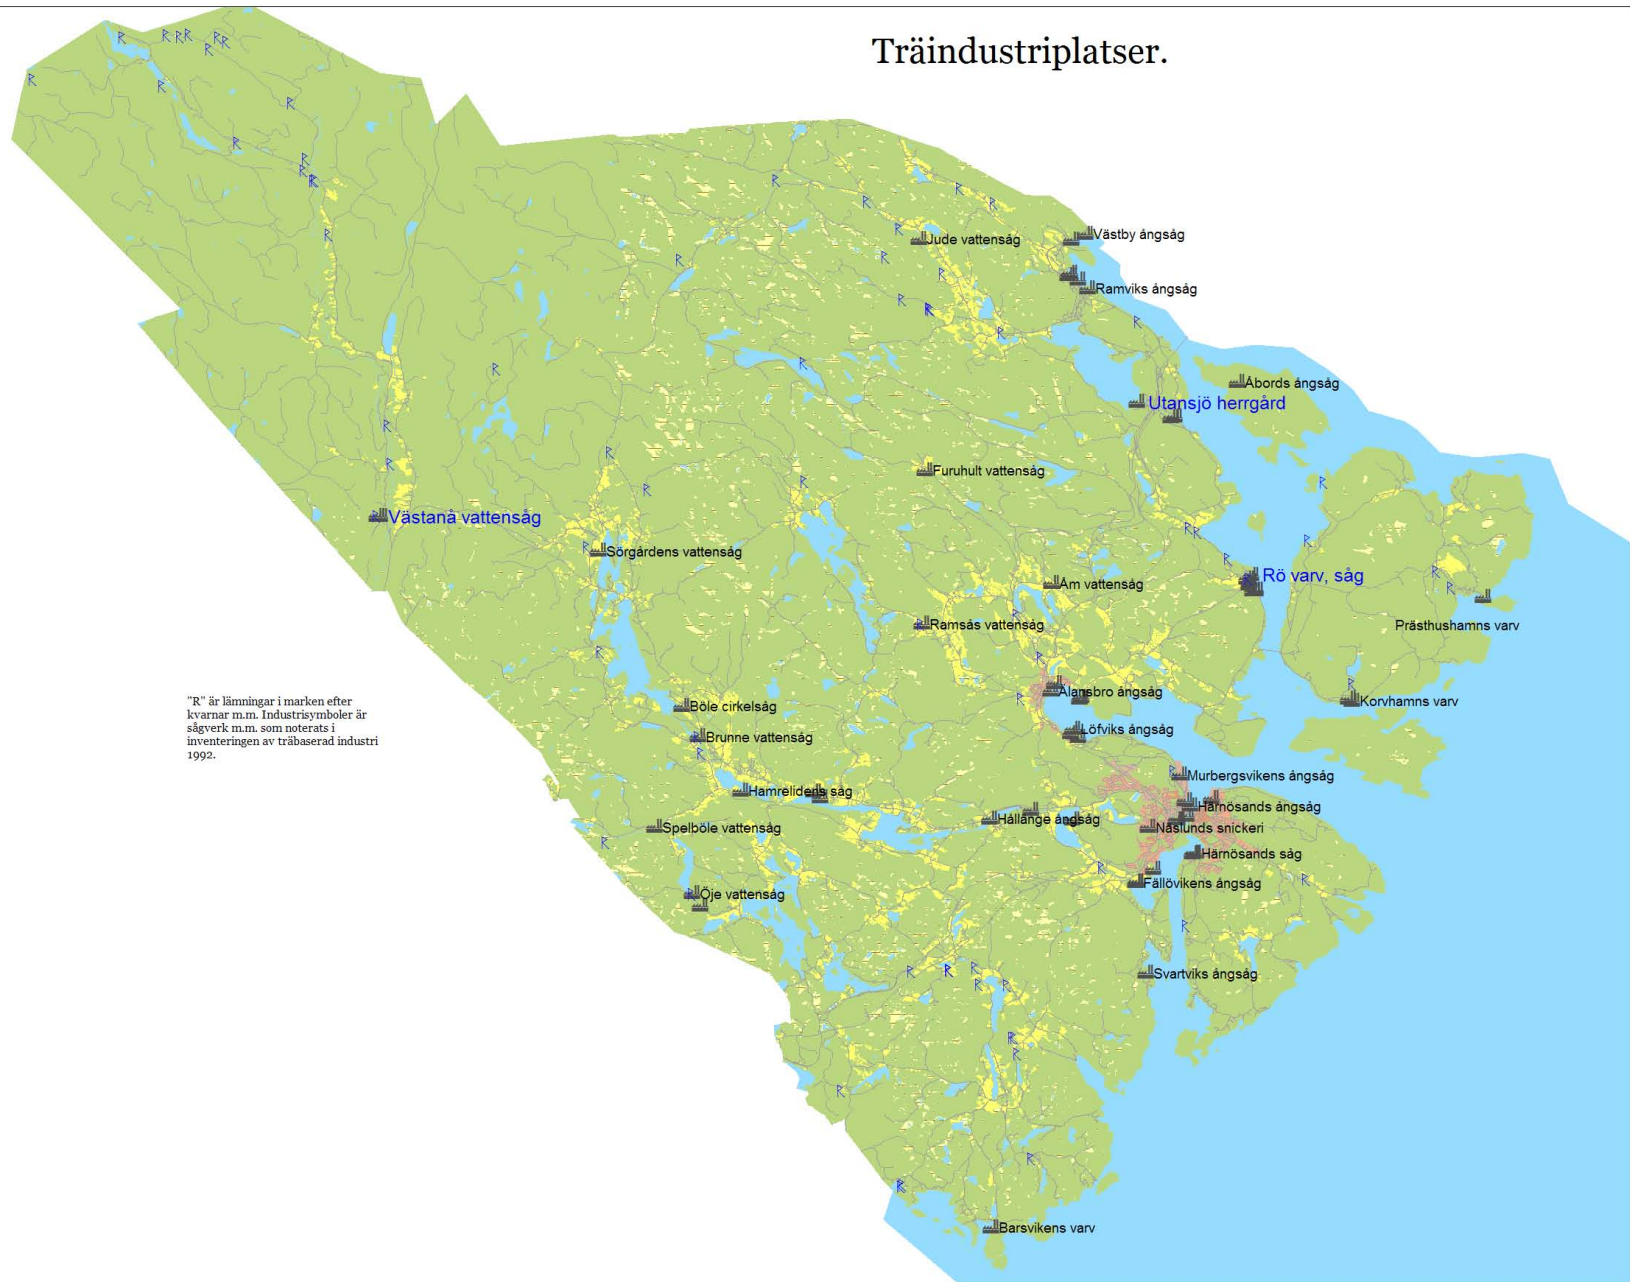 Träindustriplatser.
Västby ångsåg
Jude vattensåg
Ramviks ångsåg
Åbords ångsåg
Utansjö herrgård
Furuhult vattensåg
Västanå vattensåg
Sörgårdens vattensåg
Rö varv, såg
Åm vattensåg
Ramsås vattensåg
Prästhushamns varv
Älansbro ångsåg
Korvhamns varv
"R" är lämningar i marken efter
kvarnar m.m. Industrisymboler är
sågverk m.m. som noterats i
inventeringen av träbaserad industri
1992.
Böle cirkelsåg
Löfviks ångsåg
Brunne vattensåg
Murbergsvikens ångsåg
Hamrelidens såg
Härnösands ångsåg
Hällänge ångsåg
Spelböle vattensåg
Näslunds snickeri
Härnösands såg
Fällövikens ångsåg
Öje vattensåg
Svartviks ångsåg
Barsvikens varv